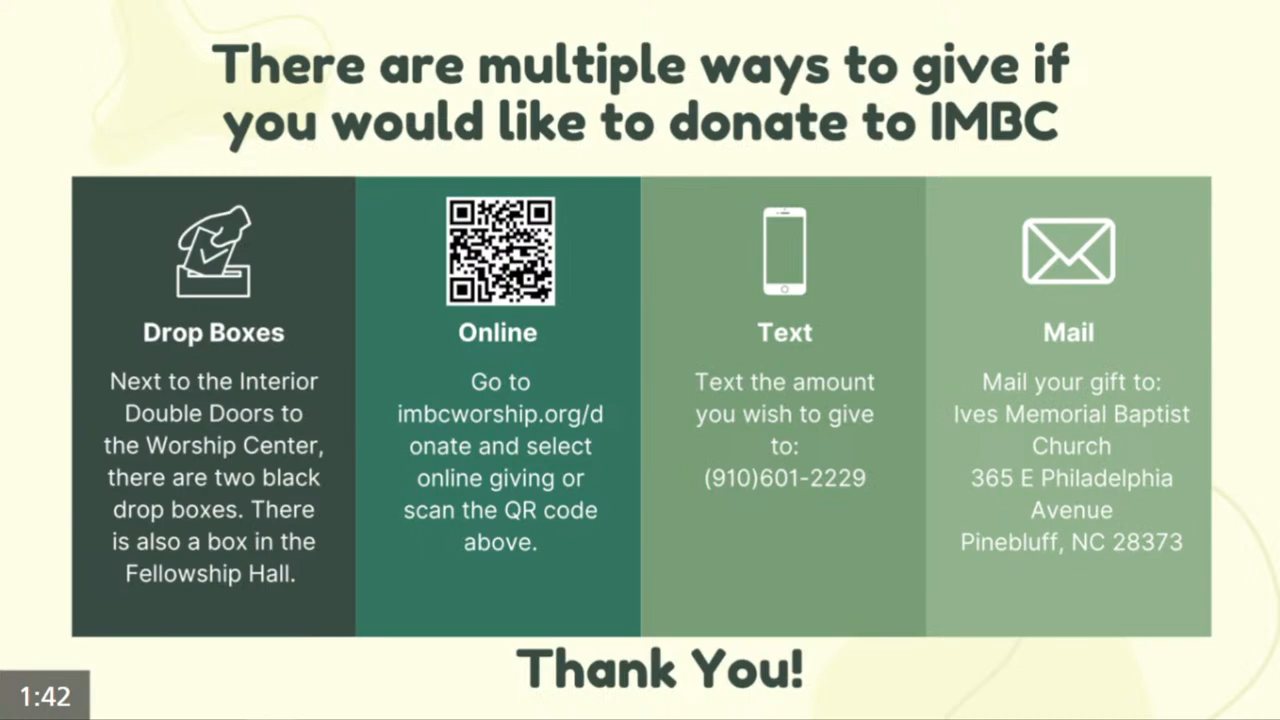 There are multiple ways to give if
you would like to donate to IMBC
Drop Boxes
Next to the Interior
Double Doors to
the Worship Center,
there are two black
drop boxes. There
is also a box in the
Fellowship Hall.
Online
Go to
imbcworship.org/d
onate and select
online giving or
scan the QR code
above.
Text
Text the amount
you wish to give
to:
(910)601-2229
Mail
Mail your gift to:
Ives Memorial Baptist
Church
365 E Philadelphia
Avenue
Pinebluff, NC 28373
Thank You!
1:42